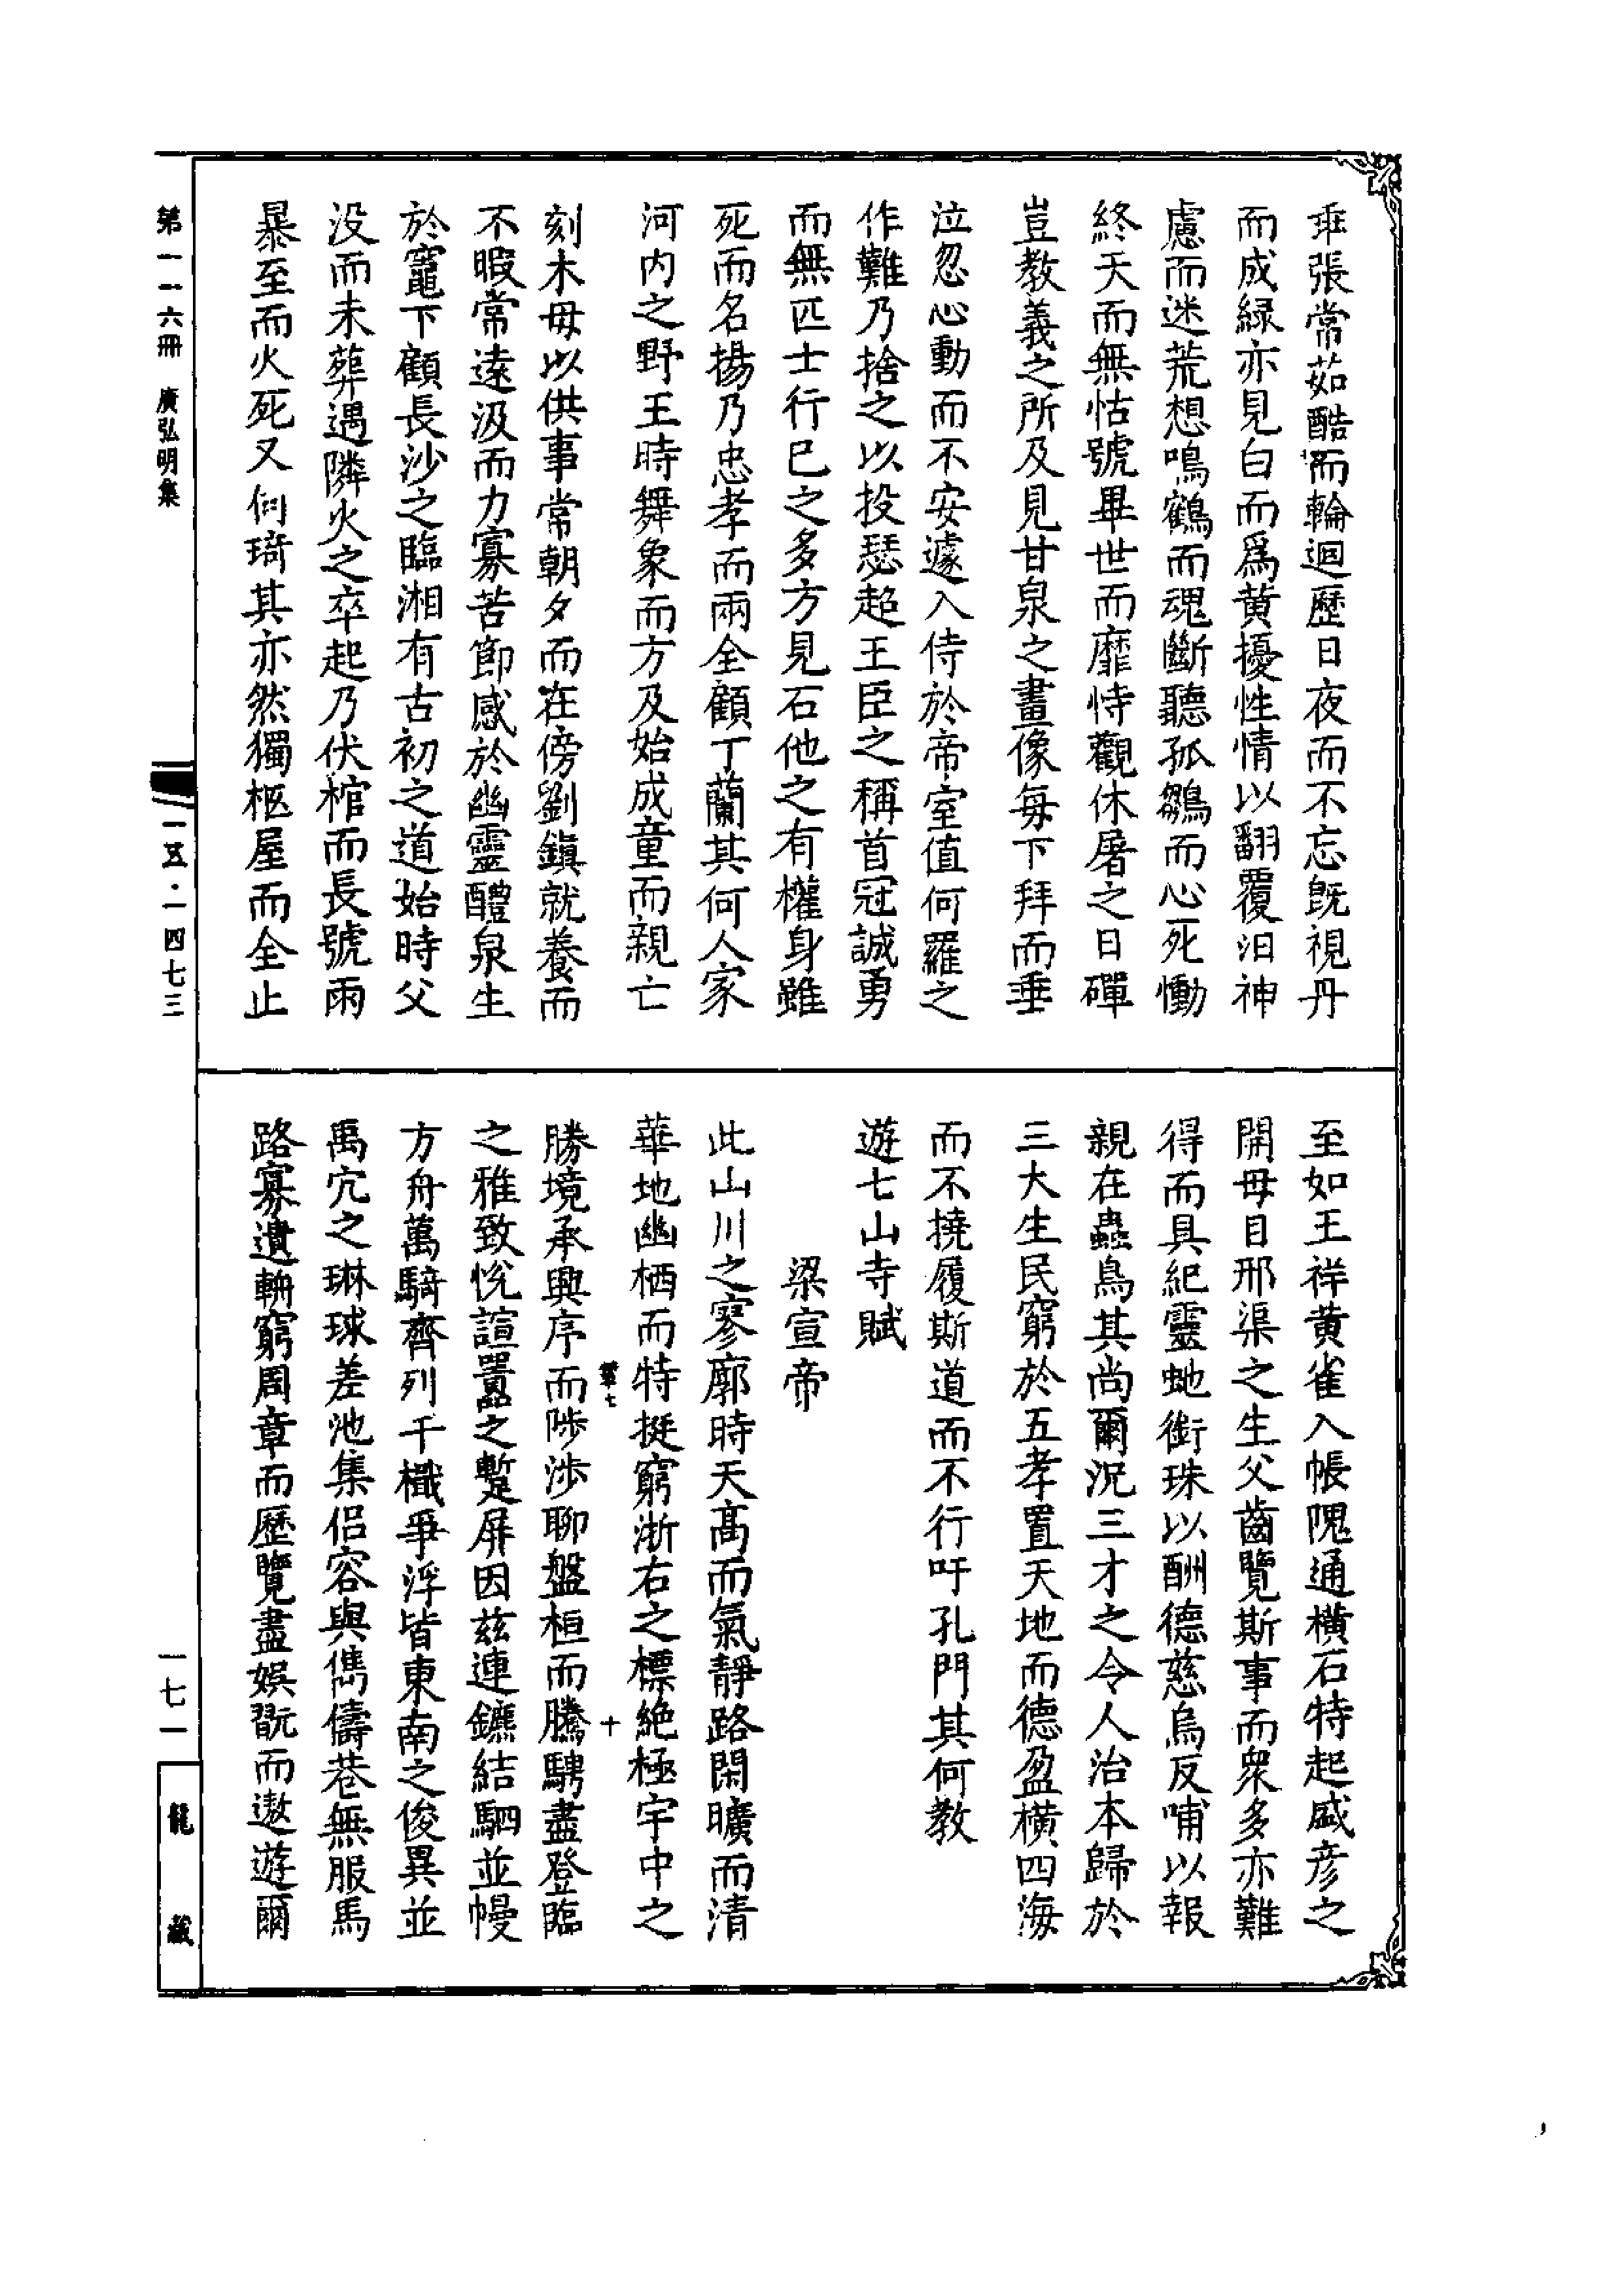 乖張常茹酷而輪迴歷日夜而不忘既視丹
而成緑亦見白而爲黄擾性情以翻覆汩神
慮而迷荒想鳴鶴而魂斷聽孤鶵而心死慟
終天而無怙號畢世而靡恃觀休屠之日磾
豈教義之所及見甘泉之畫像每下拜而垂
泣忽心動而不安遽入侍於帝室值何羅之
作難乃捨之以投瑟超王臣之稱首冠誠勇
而無匹士行已之多方見石他之有權身雖
死而名揚乃忠孝而兩全顧丁蘭其何人家
河内之野王時舞象而方及始成童而親亡
刻木母以供事常朝夕而在傍劉鎮就養而
不暇常遠汲而力寡苦節感於幽靈醴泉生
於竈下顧長沙之臨湘有古初之道始時父
没而未葬遇隣火之卒起乃伏棺而長號雨
暴至而火死又何琦其亦然獨柩屋而全止
至如王祥黄雀入帳隗通橫石特起盛彦之
開母目邢渠之生父齒覽斯事而衆多亦難
得而具紀靈虵銜珠以酬德慈烏反哺以報
親在蟲鳥其尚爾況三才之令人治本歸於
三大生民窮於五孝置天地而德盈橫四海
而不撓履斯道而不行吁孔門其何教
遊七山寺賦
梁宣帝
此山川之寥廓時天髙而氣靜路閑曠而清
華地幽栖而特挺窮浙右之標絶極宇中之
羣七 十
勝境承興序而陟涉聊盤桓而騰騁盡登臨
之雅致恱諠囂之蹔屏因兹連鑣結駟並幔
方舟萬騎齊列千檝爭浮皆東南之俊異並
禹穴之琳球差池集侣容與儁儔巷無服馬
路寡遺輈窮周章而歷覽盡娯翫而遨遊爾
第一一六冊 廣弘明集
一五·一四七三
一七一
龍藏